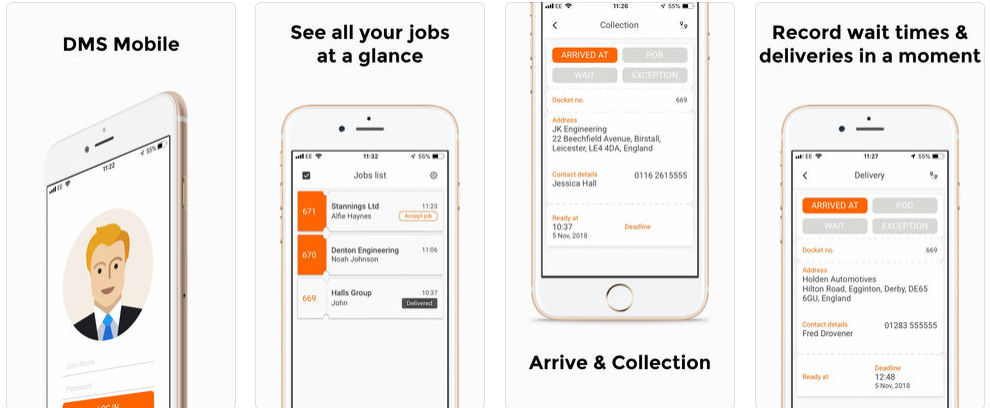 DMS Mobile
EE
11:22
55%
User Name
Password
LOG IN
See all your jobs
at a glance
EE 11:32 55%
Jobs list
671 Stannings Ltd 11:23
Alfie Haynes Accept job
670 Denton Engineering 11:06
Noah Johnson
669 Halls Group 10:37
John Delivered
EE 11:26 55%
Collection
ARRIVED AT POB
WAIT EXCEPTION
Docket no. 669
Address
JK Engineering
22 Beechfield Avenue, Birstall,
Leicester, LE4 4DA, England
Contact details 0116 2615555
Jessica Hall
Ready at Deadline
10:37
5 Nov, 2018
Arrive & Collection
Record wait times &
deliveries in a moment
EE 11:27 55%
Delivery
ARRIVED AT POD
WAIT EXCEPTION
Docket no. 669
Address
Holden Automotives
Hilton Road, Egginton, Derby, DE65
6GU, England
Contact details 01283 555555
Fred Drovener
Ready at Deadline
12:48
5 Nov, 2018